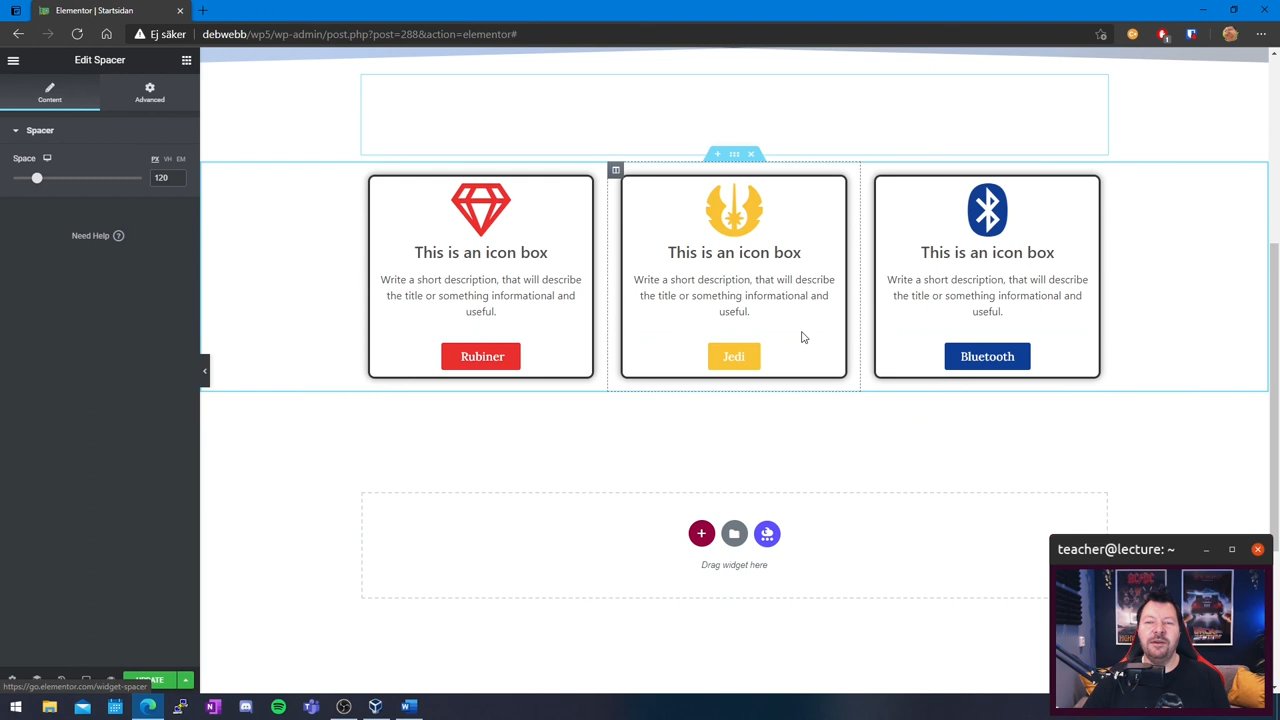 Elementor | Startsidan
Ej säker
debwebb/wp5/wp-admin/post.php?post=288&action=elementor#
1
Edit Spacer
Content
Advanced
Spacer
Space
PX VH EM
120
Need Help
This is an icon box
Write a short description, that will describe
the title or something informational and
useful.
Rubiner
This is an icon box
Write a short description, that will describe
the title or something informational and
useful.
Jedi
This is an icon box
Write a short description, that will describe
the title or something informational and
useful.
Bluetooth
Drag widget here
teacher@lecture: ~
AC/DC
UPDATE
https://go.elementor.com/widget-spacer